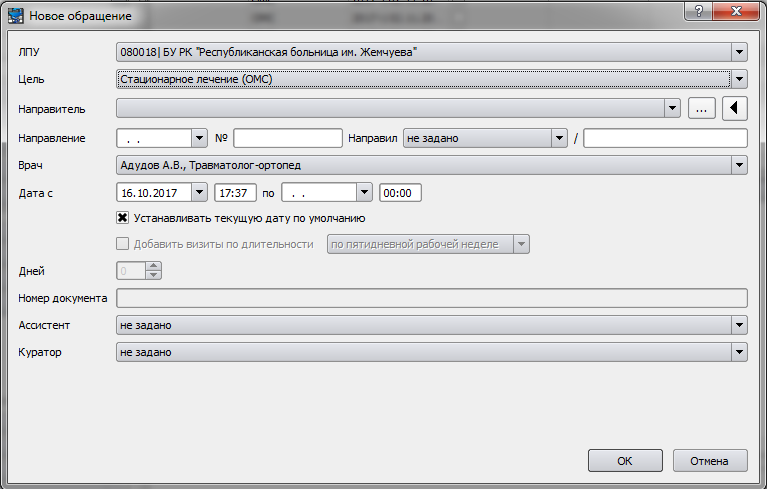 Новое обращение
ЛПУ 080018| БУ РК "Республиканская больница им. Жемчуева"
Цель Стационарное лечение (ОМС)
Направитель ...
Направление . . № Направил не задано /
Врач Адудов А.В., Травматолог-ортопед
Дата с 16.10.2017 17:37 по . . 00:00
Устанавливать текущую дату по умолчанию
Добавить визиты по длительности по пятидневной рабочей неделе
Дней 0
Номер документа
Ассистент не задано
Куратор не задано
OK Отмена